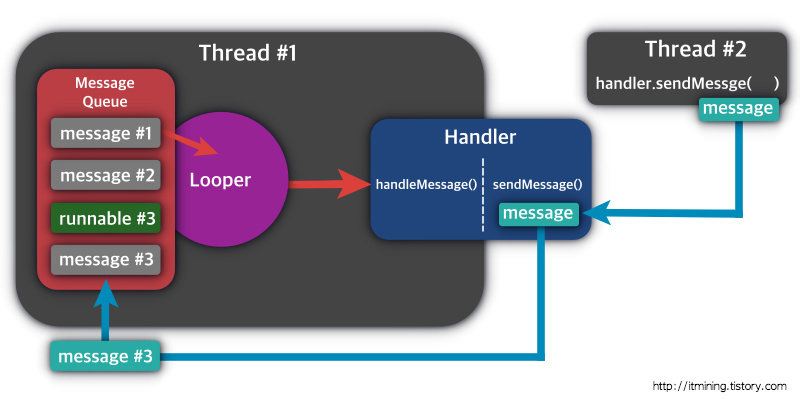 Thread #1
Message
Queue
message #1
message #2
runnable #3
message #3
Looper
Handler
handleMessage()
sendMessage()
message
Thread #2
handler.sendMessge( )
message
message #3
http://itmining.tistory.com